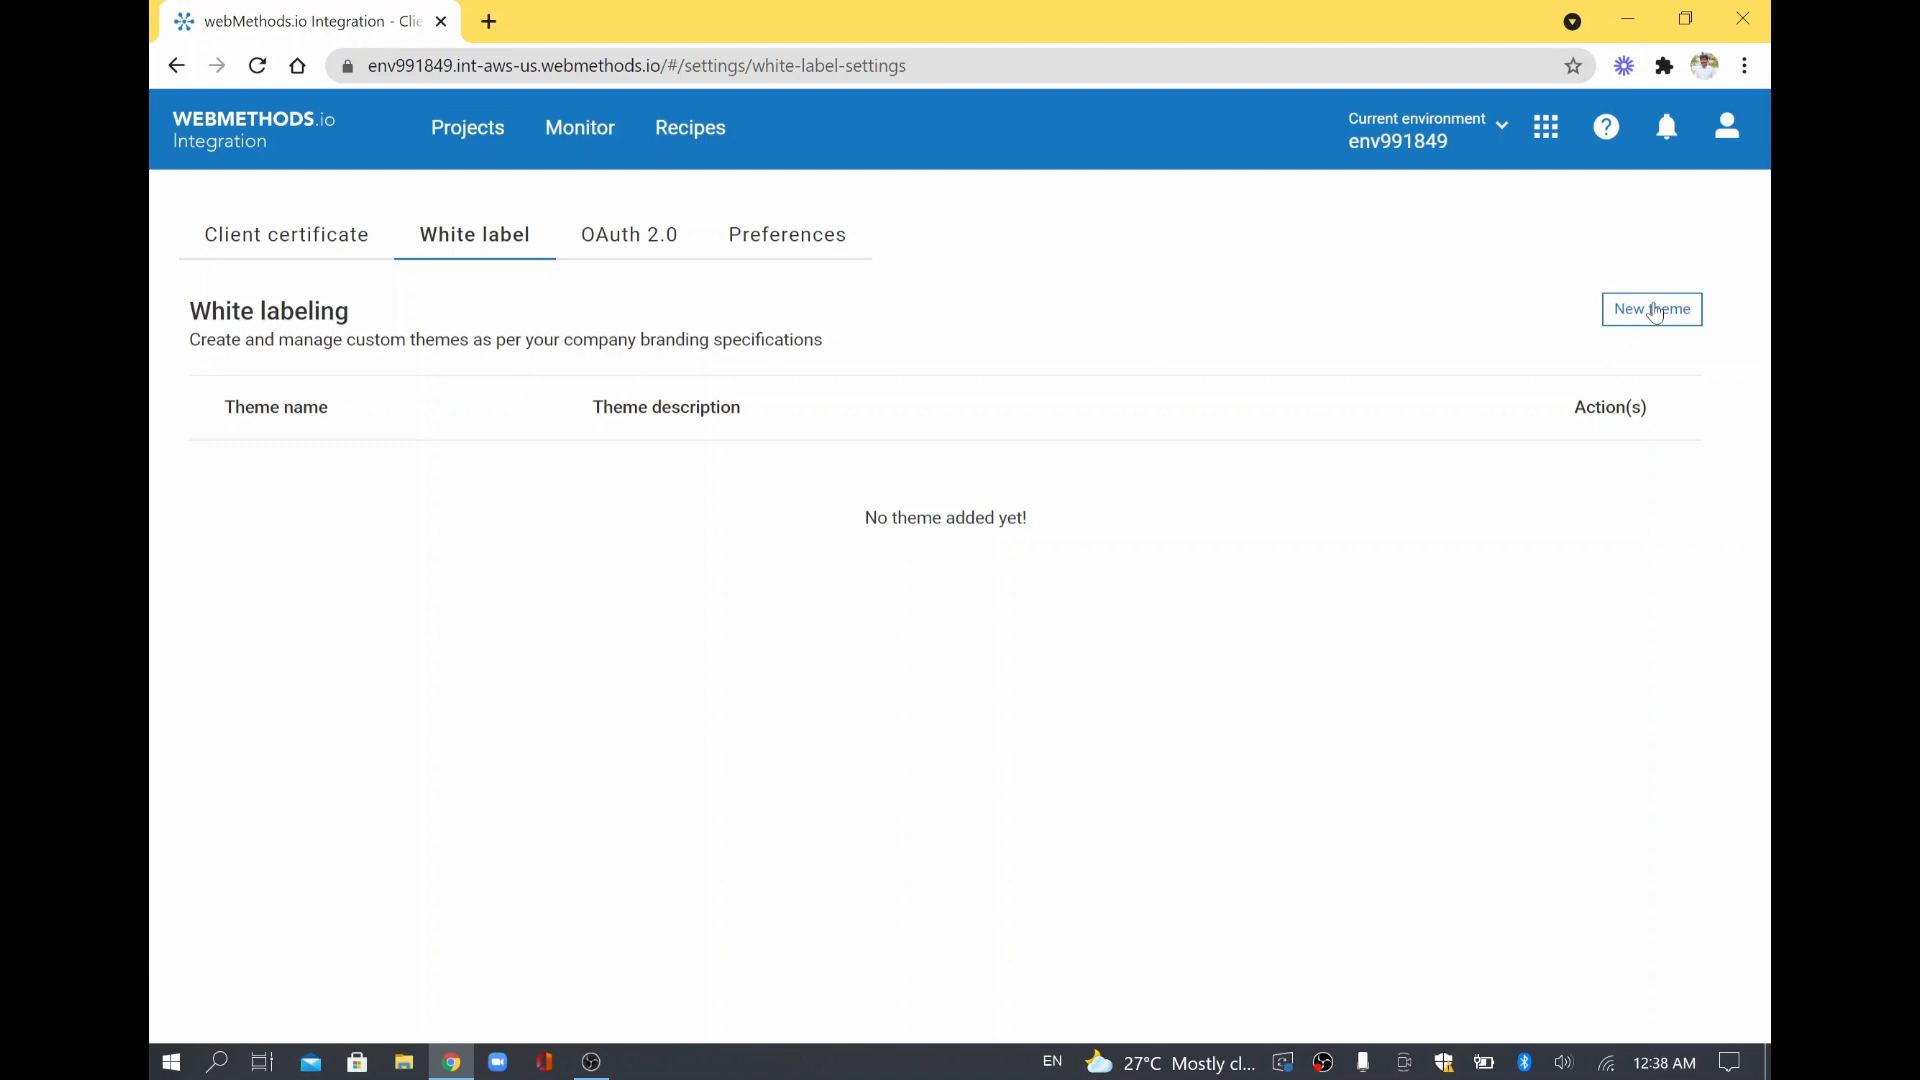 webMethods.io Integration - Clie
env991849.int-aws-us.webmethods.io/#/settings/white-label-settings
WEBMETHODS.io
Integration
Projects
Monitor
Recipes
Current environment
env991849
Client certificate
White label
OAuth 2.0
Preferences
White labeling
New theme
Create and manage custom themes as per your company branding specifications
Theme name
Theme description
Action(s)
No theme added yet!
EN
27°C Mostly cl...
12:38 AM